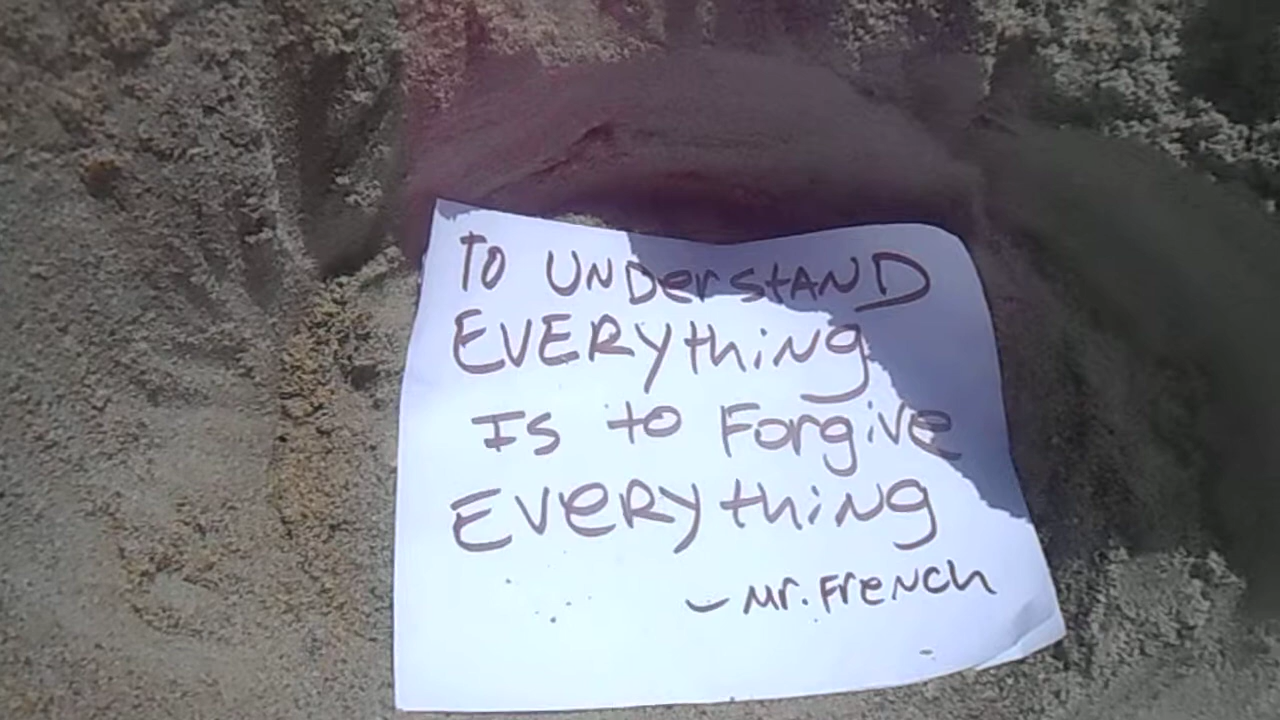 To UNDerstAND
EVERYthiNg
Is to Forgive
EVeRythiNg
- Mr. French